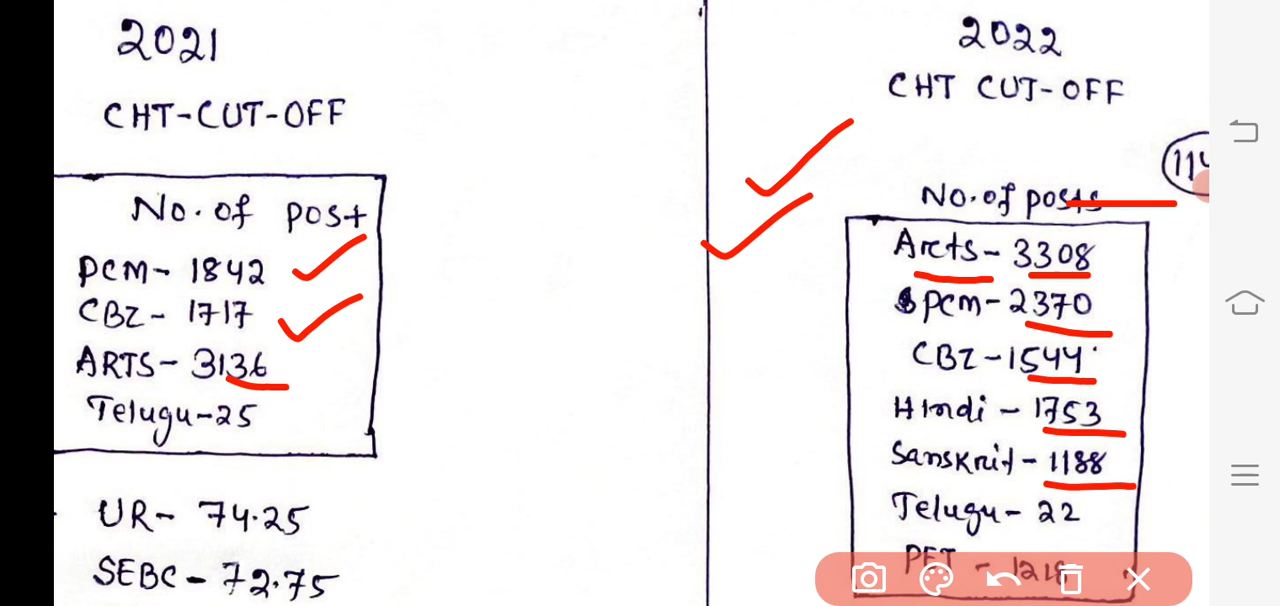 2021
CHT-CUT-OFF
No. of post
PCM- 1842
CBZ- 1717
ARTS- 3136
Telugu-25
UR- 74.25
SEBC- 72.75
2022
CHT CUT-OFF
No. of posts
Arts- 3308
PCM-2370
CBZ-1544
HIndi - 1753
Sanskrit- 1188
Telugu- 22
PET - 1218